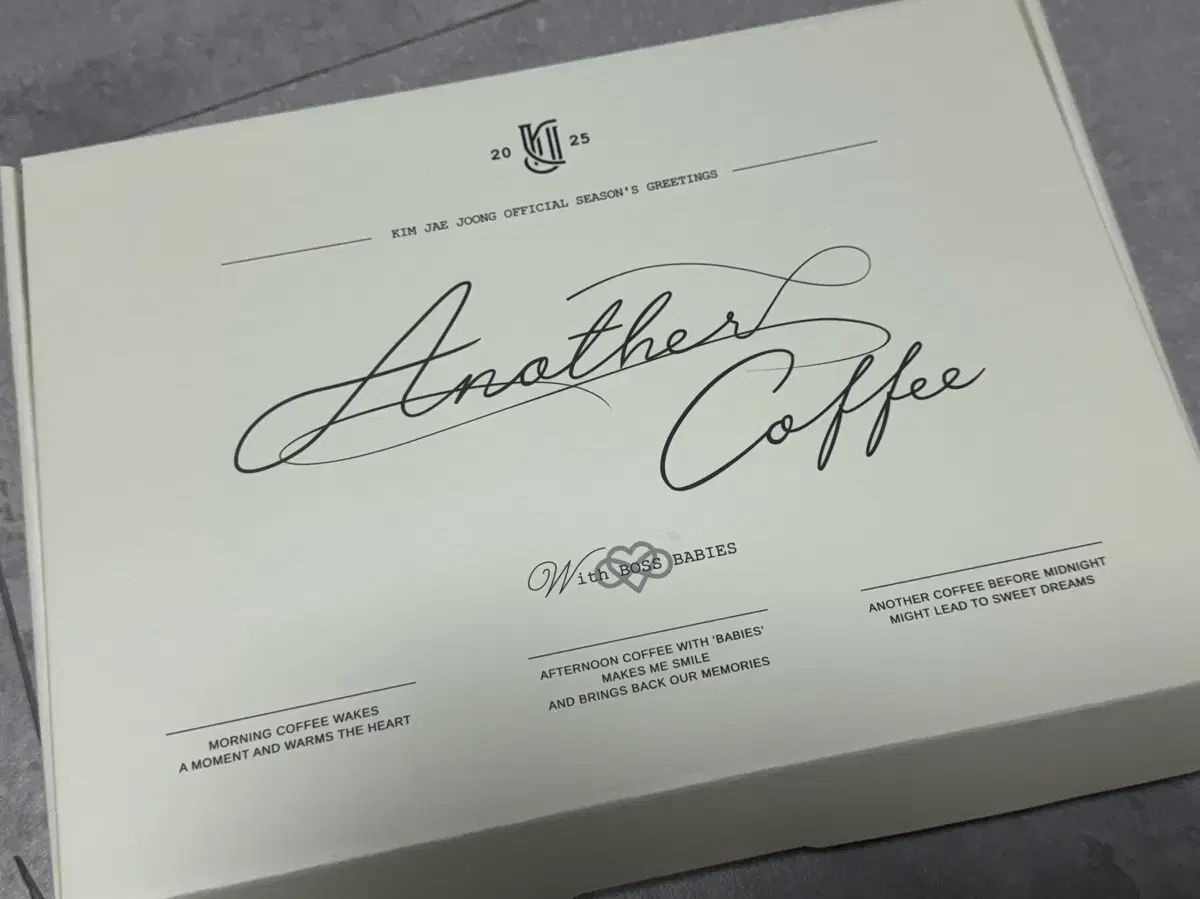 20 KJJ 25
KIM JAE JOONG OFFICIAL SEASON'S GREETINGS
Another
Coffee
With BOSS BABIES
MORNING COFFEE WAKES
A MOMENT AND WARMS THE HEART
AFTERNOON COFFEE WITH 'BABIES'
MAKES ME SMILE
AND BRINGS BACK OUR MEMORIES
ANOTHER COFFEE BEFORE MIDNIGHT
MIGHT LEAD TO SWEET DREAMS